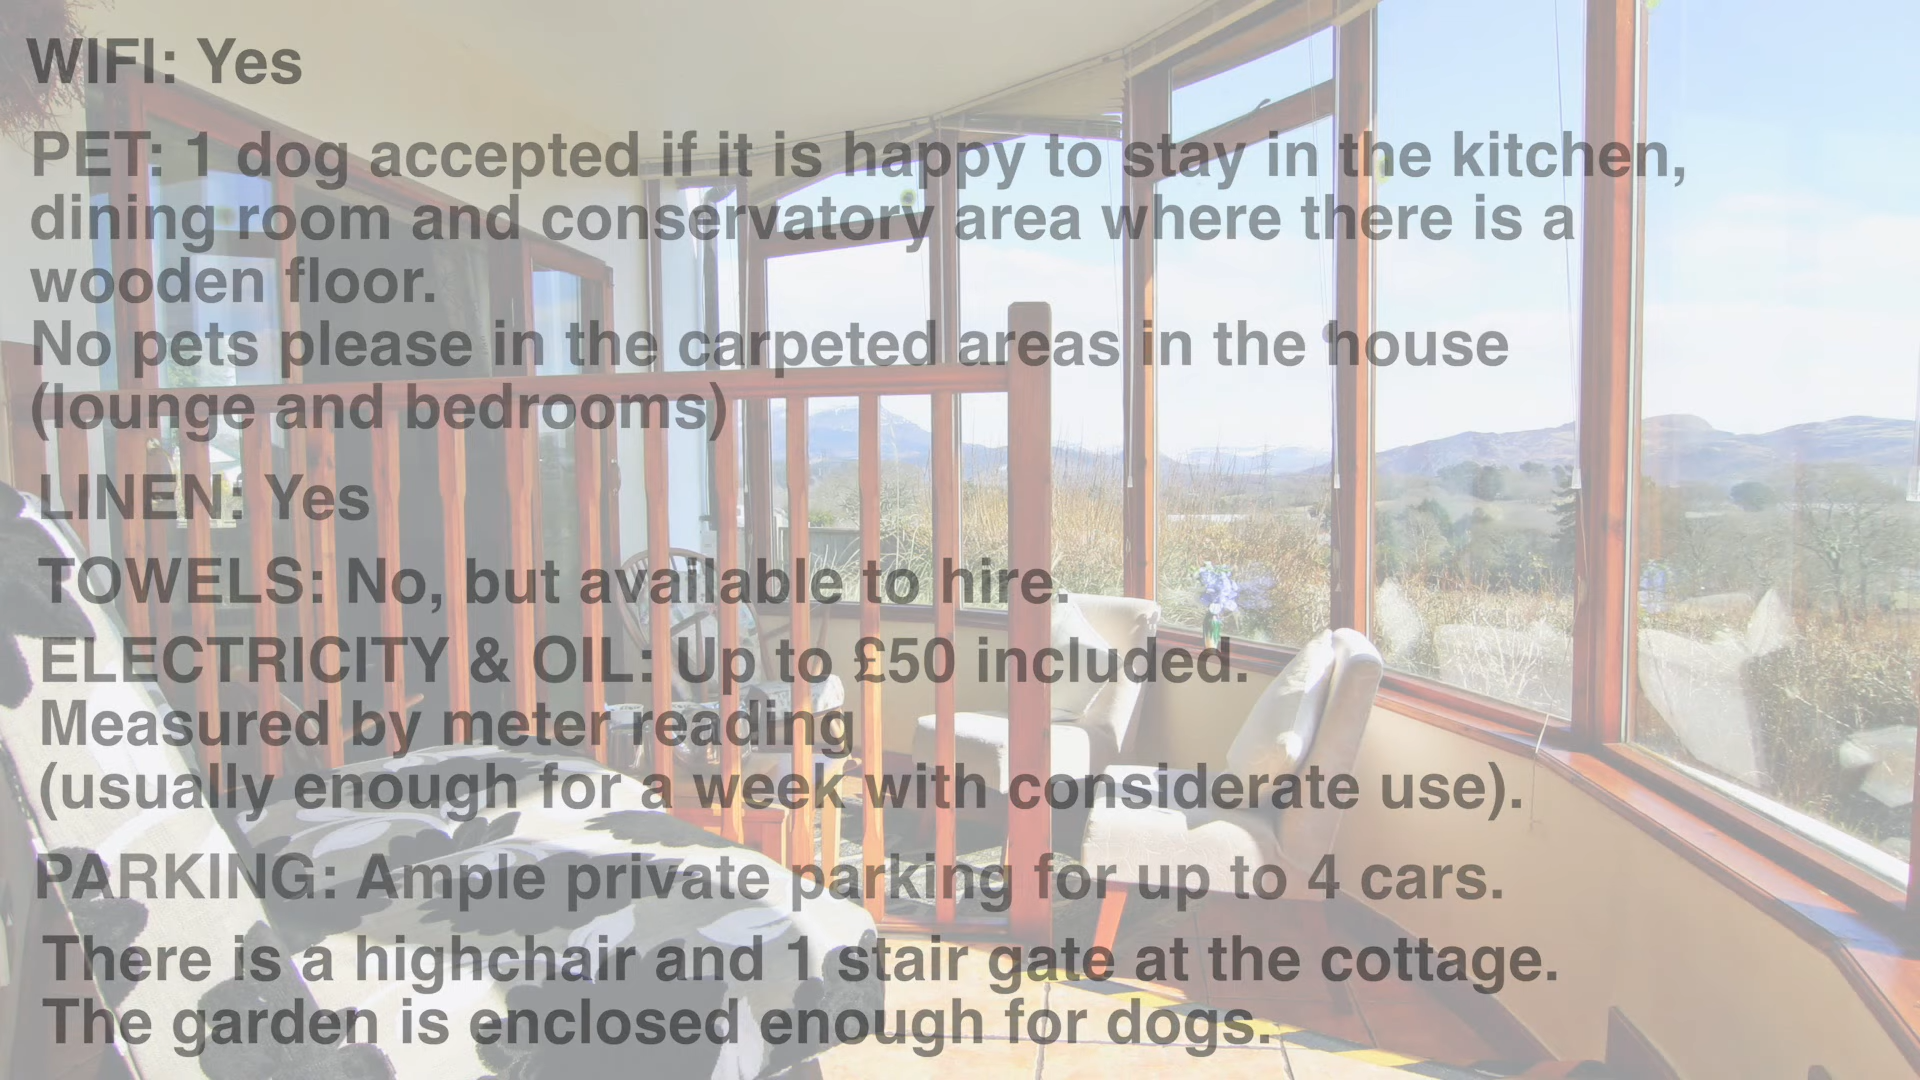 WIFI: Yes
PET: 1 dog accepted if it is happy to stay in the kitchen,
dining room and conservatory area where there is a
wooden floor.
No pets please in the carpeted areas in the house
(lounge and bedrooms)
LINEN: Yes
TOWELS: No, but available to hire.
ELECTRICITY & OIL: Up to £50 included.
Measured by meter reading
(usually enough for a week with considerate use).
PARKING: Ample private parking for up to 4 cars.
There is a highchair and 1 stair gate at the cottage.
The garden is enclosed enough for dogs.